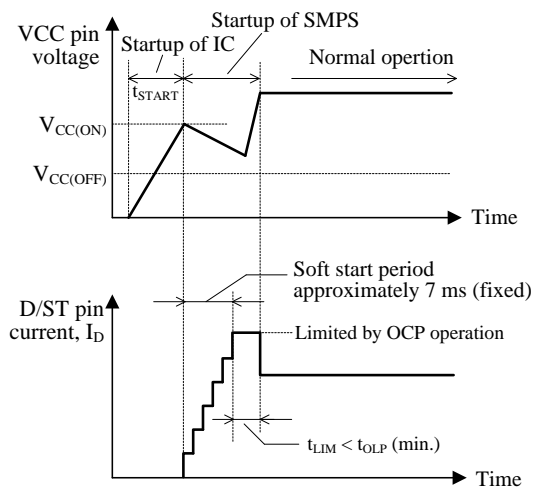 VCC pin
voltage
Startup of IC
Startup of SMPS
Normal opertion
tSTART
VCC(ON)
VCC(OFF)
Time
D/ST pin
current, ID
Soft start period
approximately 7 ms (fixed)
Limited by OCP operation
tLIM < tOLP (min.)
Time